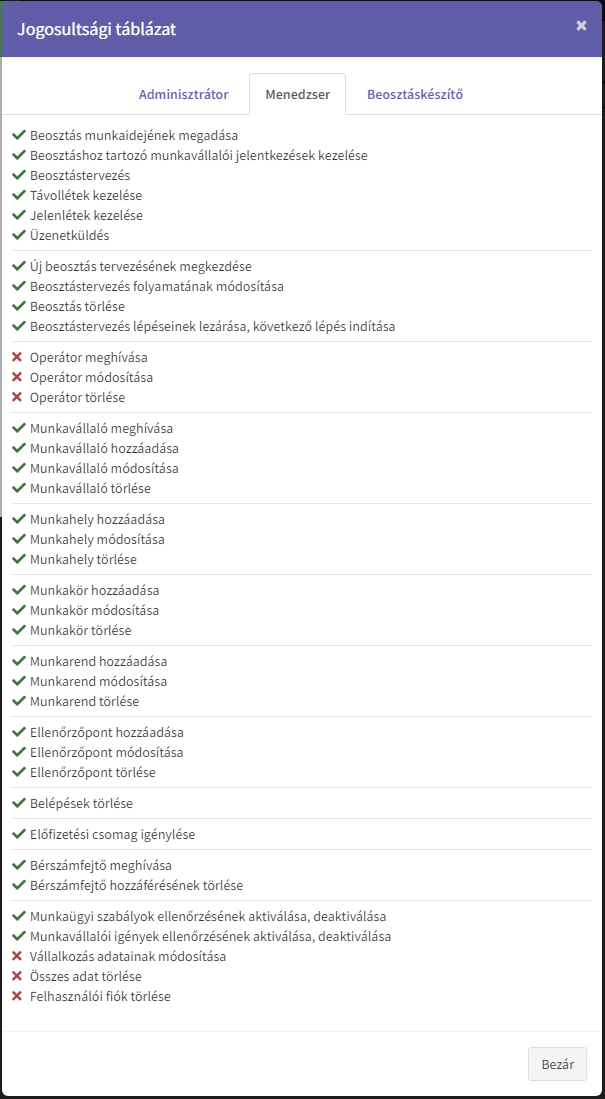 Jogosultsági táblázat
Adminisztrátor
Menedzser
Beosztáskészítő
Beosztás munkaidejének megadása
Beosztáshoz tartozó munkavállalói jelentkezések kezelése
Beosztástervezés
Távollétek kezelése
Jelenlétek kezelése
Üzenetküldés
Új beosztás tervezésének megkezdése
Beosztástervezés folyamatának módosítása
Beosztás törlése
Beosztástervezés lépéseinek lezárása, következő lépés indítása
Operátor meghívása
Operátor módosítása
Operátor törlése
Munkavállaló meghívása
Munkavállaló hozzáadása
Munkavállaló módosítása
Munkavállaló törlése
Munkahely hozzáadása
Munkahely módosítása
Munkahely törlése
Munkakör hozzáadása
Munkakör módosítása
Munkakör törlése
Munkarend hozzáadása
Munkarend módosítása
Munkarend törlése
Ellenőrzőpont hozzáadása
Ellenőrzőpont módosítása
Ellenőrzőpont törlése
Belépések törlése
Előfizetési csomag igénylése
Bérszámfejtő meghívása
Bérszámfejtő hozzáférésének törlése
Munkaügyi szabályok ellenőrzésének aktiválása, deaktiválása
Munkavállalói igények ellenőrzésének aktiválása, deaktiválása
Vállalkozás adatainak módosítása
Összes adat törlése
Felhasználói fiók törlése
Bezár